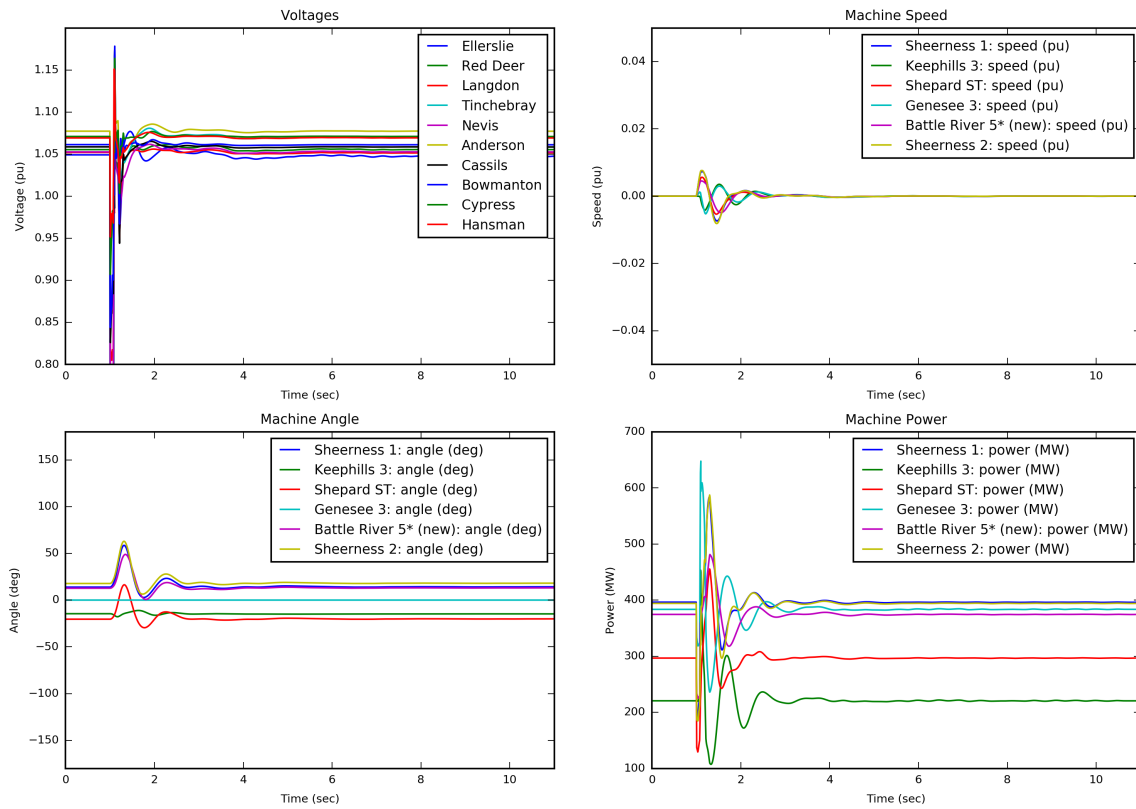 Voltages
Voltage (pu)
1.15
1.10
1.05
1.00
0.95
0.90
0.85
0.80
Ellerslie
Red Deer
Langdon
Tinchebray
Nevis
Anderson
Cassils
Bowmanton
Cypress
Hansman
0 2 4 6 8 10
Time (sec)
Machine Speed
Speed (pu)
0.04
0.02
0.00
−0.02
−0.04
Sheerness 1: speed (pu)
Keephills 3: speed (pu)
Shepard ST: speed (pu)
Genesee 3: speed (pu)
Battle River 5* (new): speed (pu)
Sheerness 2: speed (pu)
0 2 4 6 8 10
Time (sec)
Machine Angle
Angle (deg)
150
100
50
0
−50
−100
−150
Sheerness 1: angle (deg)
Keephills 3: angle (deg)
Shepard ST: angle (deg)
Genesee 3: angle (deg)
Battle River 5* (new): angle (deg)
Sheerness 2: angle (deg)
0 2 4 6 8 10
Time (sec)
Machine Power
Power (MW)
700
600
500
400
300
200
100
Sheerness 1: power (MW)
Keephills 3: power (MW)
Shepard ST: power (MW)
Genesee 3: power (MW)
Battle River 5* (new): power (MW)
Sheerness 2: power (MW)
0 2 4 6 8 10
Time (sec)